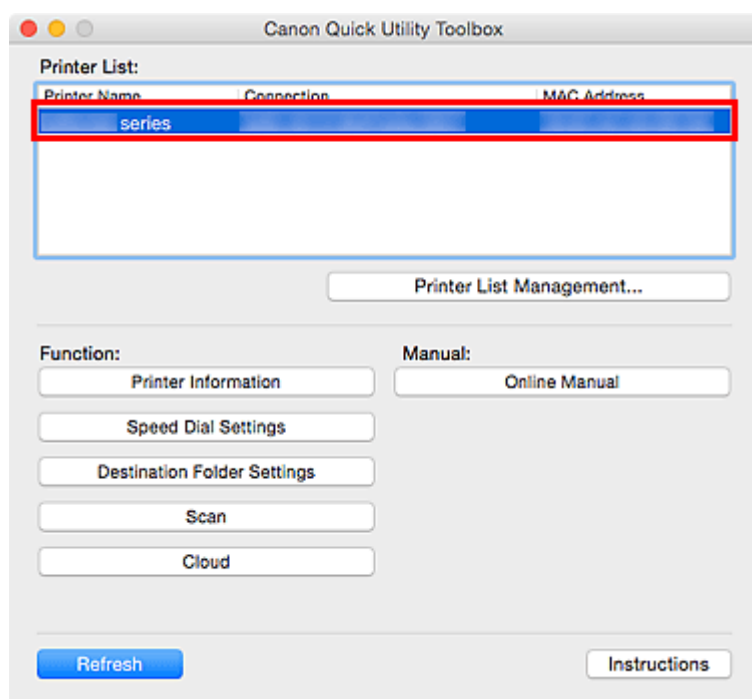 Canon Quick Utility Toolbox
Printer List:
Printer Name Connection MAC Address
series
Printer List Management...
Function: Manual:
Printer Information Online Manual
Speed Dial Settings
Destination Folder Settings
Scan
Cloud
Refresh Instructions